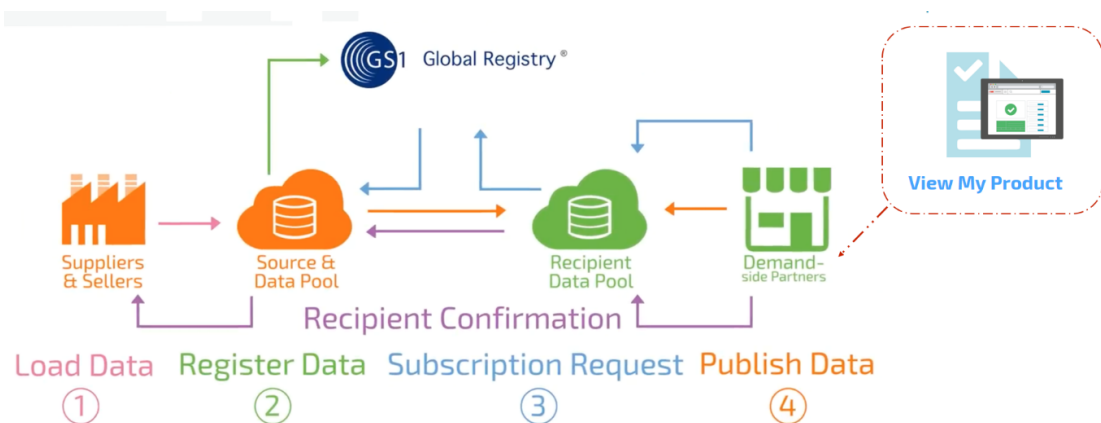 GS1 Global Registry ®
View My Product
Suppliers
& Sellers
Source &
Data Pool
Recipient
Data Pool
Demand-
side Partners
Recipient Confirmation
Load Data
Register Data
Subscription Request
Publish Data
1
2
3
4